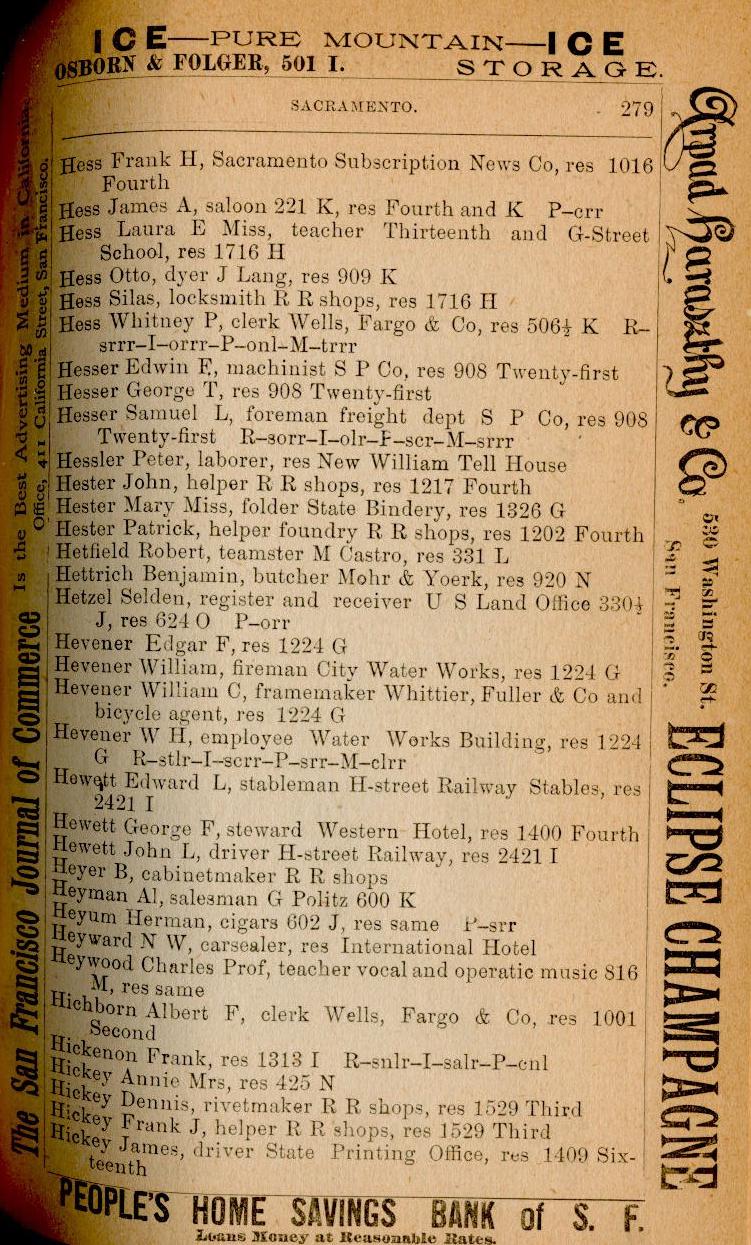 ICE—PURE MOUNTAIN—ICE
OSBORN & FOLGER, 501 I. STORAGE.
SACRAMENTO. 279
Hess Frank H, Sacramento Subscription News Co, res 1016
Fourth
Hess James A, saloon 221 K, res Fourth and K P-crr
Hess Laura E Miss, teacher Thirteenth and G-Street
School, res 1716 H
Hess Otto, dyer J Lang, res 909 K
Hess Silas, locksmith R R shops, res 1716 H
Hess Whitney P, clerk Wells, Fargo & Co, res 506½ K R-
srrr-I-orrr-P-onl-M-trrr
Hesser Edwin E, machinist S P Co, res 908 Twenty-first
Hesser George T, res 908 Twenty-first
Hesser Samuel L, foreman freight dept S P Co, res 908
Twenty-first R-sorr-I-olr-P-scr-M-srrr
Hessler Peter, laborer, res New William Tell House
Hester John, helper R R shops, res 1217 Fourth
Hester Mary Miss, folder State Bindery, res 1326 G
Hester Patrick, helper foundry R R shops, res 1202 Fourth
Hetfield Robert, teamster M Castro, res 331 L
Hettrich Benjamin, butcher Mohr & Yoerk, res 920 N
Hetzel Selden, register and receiver U S Land Office 330½
J, res 624 O P-orr
Hevener Edgar F, res 1224 G
Hevener William, fireman City Water Works, res 1224 G
Hevener William C, framemaker Whittier, Fuller & Co and
bicycle agent, res 1224 G
Hevener W H, employee Water Works Building, res 1224
G R-stlr-I-scrr-P-srr-M-clrr
Hewett Edward L, stableman H-street Railway Stables, res
2421 I
Hewett George F, steward Western Hotel, res 1400 Fourth
Hewett John L, driver H-street Railway, res 2421 I
Heyer B, cabinetmaker R R shops
Heyman Al, salesman G Politz 600 K
Heyum Herman, cigars 602 J, res same P-srr
Heyward N W, carsealer, res International Hotel
Heywood Charles Prof, teacher vocal and operatic music 816
M, res same
Hichborn Albert F, clerk Wells, Fargo & Co, res 1001
Second
Hickenon Frank, res 1313 I R-snlr-I-salr-P-cnl
Hickey Annie Mrs, res 425 N
Hickey Dennis, rivetmaker R R shops, res 1529 Third
Hickey Frank J, helper R R shops, res 1529 Third
Hickey James, driver State Printing Office, res 1409 Six-
teenth
PEOPLE'S HOME SAVINGS BANK of S. F.
Loans Money at Reasonable Rates.
The San Francisco Journal of Commerce Is the Best Advertising Medium in California.
Office, 411 California Street, San Francisco.
Arpad Haraszthy & Co. 530 Washington St. San Francisco. ECLIPSE CHAMPAGNE